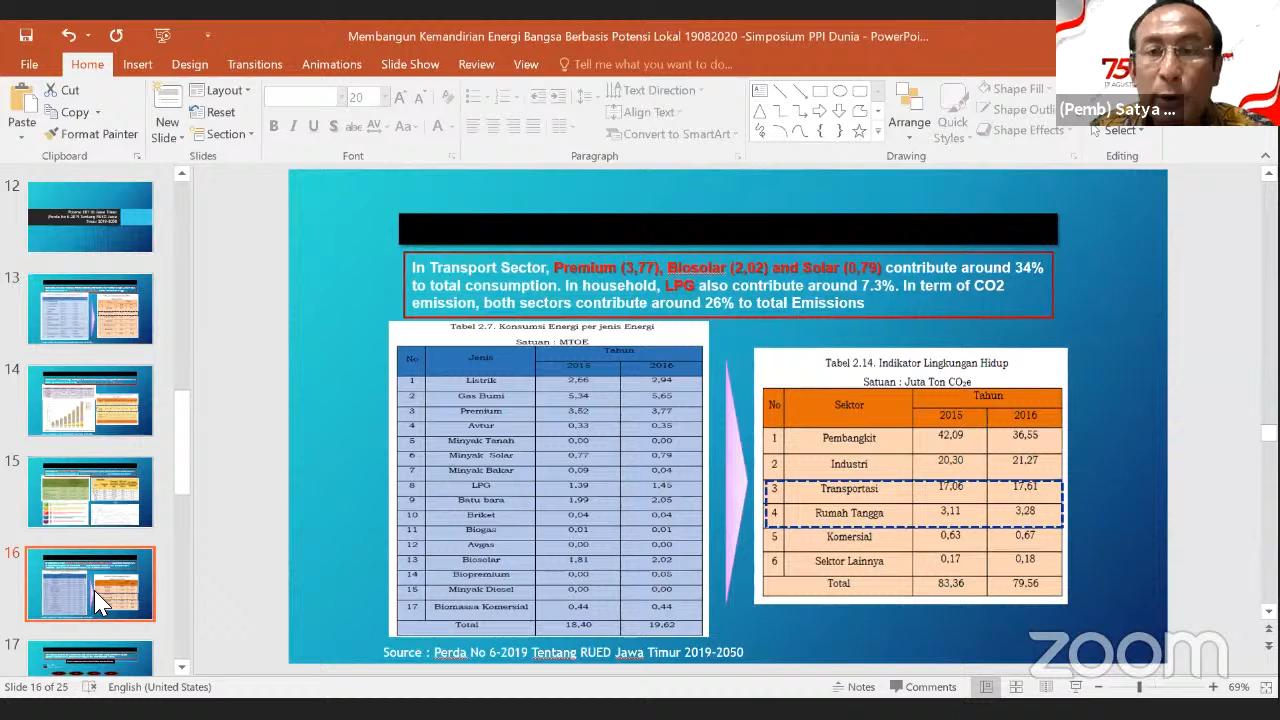 Membangun Kemandirian Energi Bangsa Berbasis Potensi Lokal 19082020 -Simposium PPI Dunia - PowerPoi...
75
(Pemb) Satya ...
File Home Insert Design Transitions Animations Slide Show Review View Tell me what you want to do...
Paste
Cut
Copy
Format Painter
New Slide
Layout
Reset
Section
20
Text Direction
Align Text
Convert to SmartArt
Arrange
Quick Styles
Shape Fill
Shape Outli
Shape Effects
Select
Clipboard Slides Font Paragraph Drawing Editing
12
13
14
15
16
17
In Transport Sector, Premium (3,77), Biosolar (2,02) and Solar (0,79) contribute around 34%
to total consumption. In household, LPG also contribute around 7.3%. In term of CO2
emission, both sectors contribute around 26% to total Emissions
Tabel 2.7. Konsumsi Energi per jenis Energi
Satuan : MTOE
No Jenis Tahun
2015 2016
1 Listrik 2,66 2,94
2 Gas Bumi 5,34 5,65
3 Premium 3,52 3,77
4 Avtur 0,33 0,35
5 Minyak Tanah 0,00 0,00
6 Minyak Solar 0,77 0,79
7 Minyak Bakar 0,09 0,04
8 LPG 1,39 1,45
9 Batu bara 1,99 2,05
10 Briket 0,04 0,04
11 Biogas 0,01 0,01
12 Avgas 0,00 0,00
13 Biosolar 1,81 2,02
14 Biopremium 0,00 0,05
15 Minyak Diesel 0,00 0,00
17 Biomassa Komersial 0,44 0,44
Total 18,40 19,62
Tabel 2.14. Indikator Lingkungan Hidup
Satuan : Juta Ton CO₂e
No Sektor Tahun
2015 2016
1 Pembangkit 42,09 36,55
2 Industri 20,30 21,27
3 Transportasi 17,06 17,61
4 Rumah Tangga 3,11 3,28
5 Komersial 0,63 0,67
6 Sektor Lainnya 0,17 0,18
Total 83,36 79,56
Source : Perda No 6-2019 Tentang RUED Jawa Timur 2019-2050
zoom
Slide 16 of 25 English (United States) Notes Comments 69%